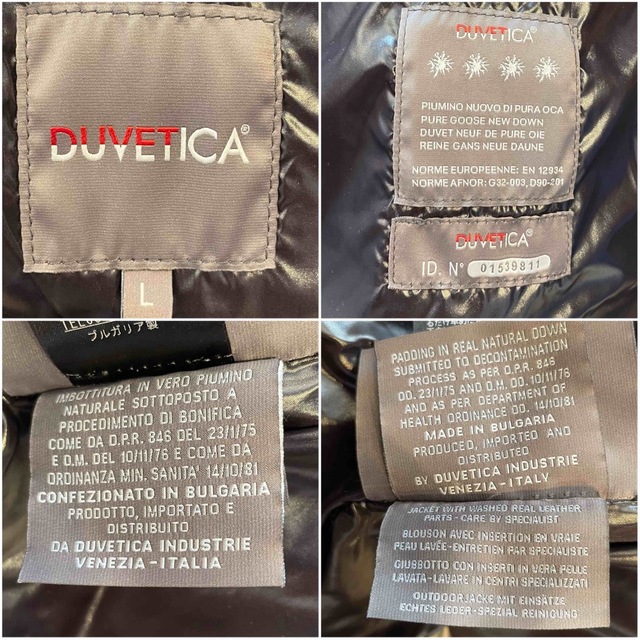 DUVETICA®
L
DUVETICA®
PIUMINO NUOVO DI PURA OCA
PURE GOOSE NEW DOWN
DUVET NEUF DE PURE OIE
REINE GANS NEUE DAUNE
NORME EUROPEENNE: EN 12934
NORME AFNOR: G32-003, D90-201
DUVETICA®
ID. N° 01539811
ブルガリア製
IMBOTTITURA IN VERO PIUMINO
NATURALE SOTTOPOSTO A
PROCEDIMENTO DI BONIFICA
COME DA D.P.R. 846 DEL 23/1/75
E D.M. DEL 10/11/76 E COME DA
ORDINANZA MIN. SANITA' 14/10/81
CONFEZIONATO IN BULGARIA
PRODOTTO, IMPORTATO E
DISTRIBUITO
DA DUVETICA INDUSTRIE
VENEZIA-ITALIA
PADDING IN REAL NATURAL DOWN
SUBMITTED TO DECONTAMINATION
PROCESS AS PER D.P.R. 846
DD. 23/1/75 AND D.M. DD. 10/11/76
AND AS PER DEPARTMENT OF
HEALTH ORDINANCE DD. 14/10/81
MADE IN BULGARIA
PRODUCED, IMPORTED AND
DISTRIBUTED
BY DUVETICA INDUSTRIE
VENEZIA-ITALY
JACKET WITH WASHED REAL LEATHER
PARTS-CARE BY SPECIALIST
BLOUSON AVEC INSERTION EN VRAIE
PEAU LAVÉE-ENTRETIEN PAR SPÉCIALISTE
GIUBBOTTO CON INSERTI IN VERA PELLE
LAVATA-LAVARE IN CENTRI SPECIALIZZATI
OUTDOORJACKE MIT EINSÄTZE
ECHTES LEDER-SPEZIAL REINIGUNG